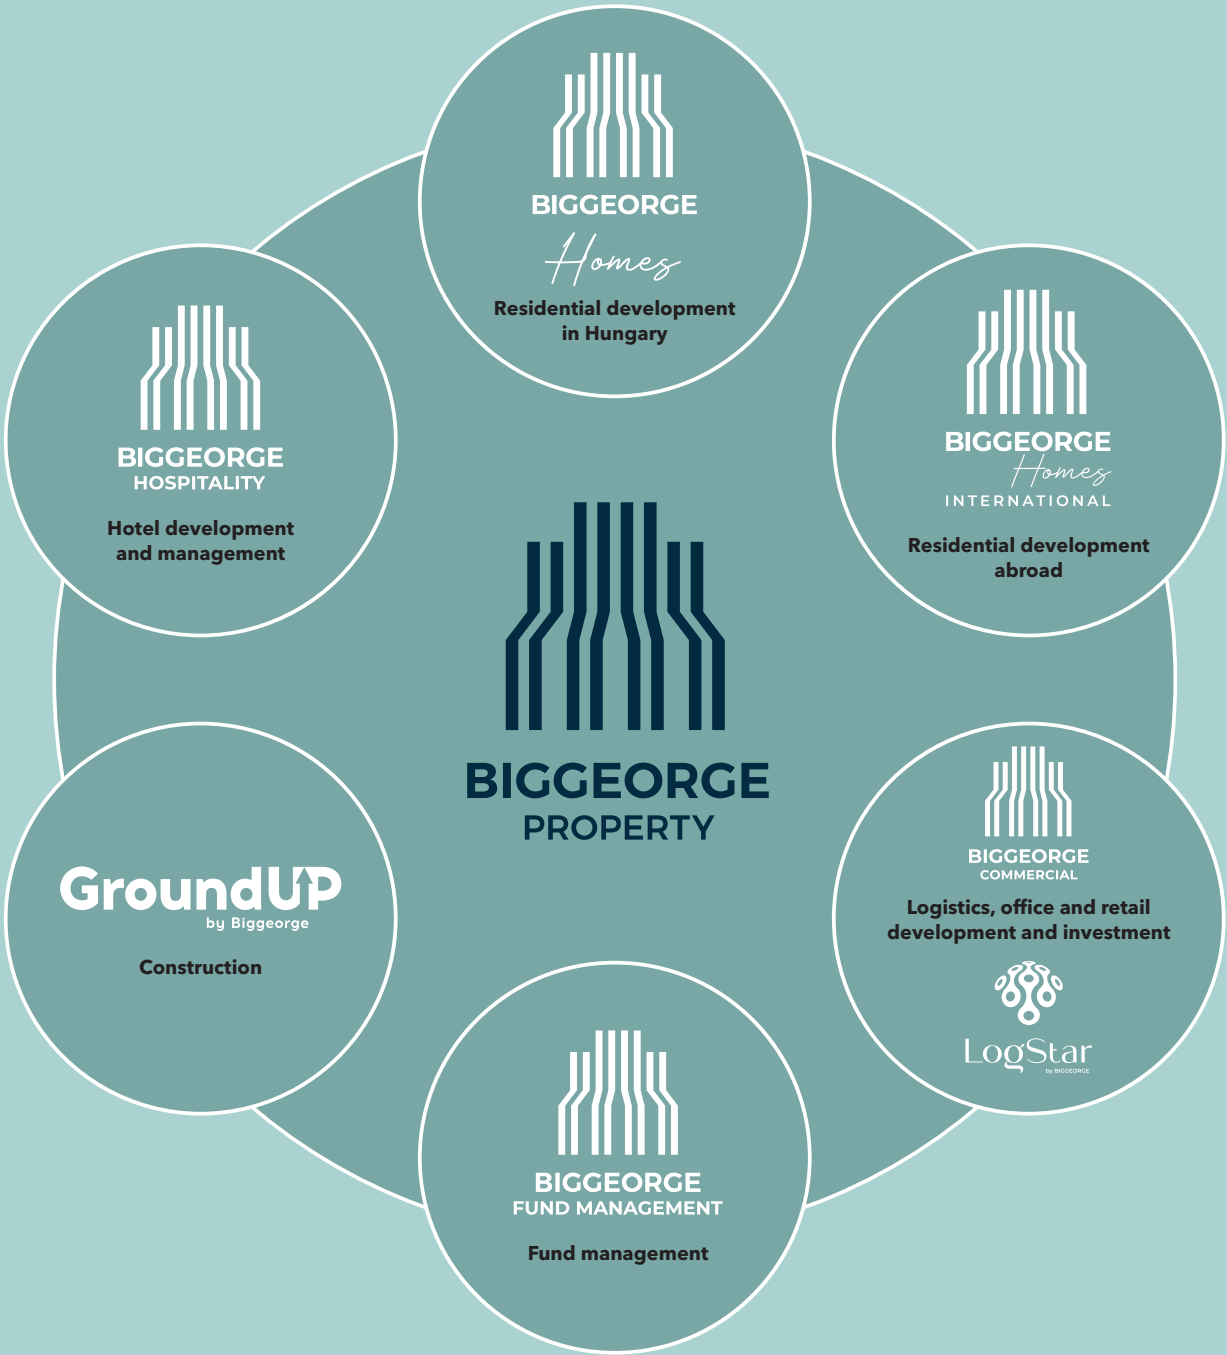 BIGGEORGE
Homes
Residential development
in Hungary
BIGGEORGE
Homes
INTERNATIONAL
Residential development
abroad
BIGGEORGE
COMMERCIAL
Logistics, office and retail
development and investment
LogStar
by BIGGEORGE
BIGGEORGE
FUND MANAGEMENT
Fund management
GroundUP
by Biggeorge
Construction
BIGGEORGE
HOSPITALITY
Hotel development
and management
BIGGEORGE
PROPERTY